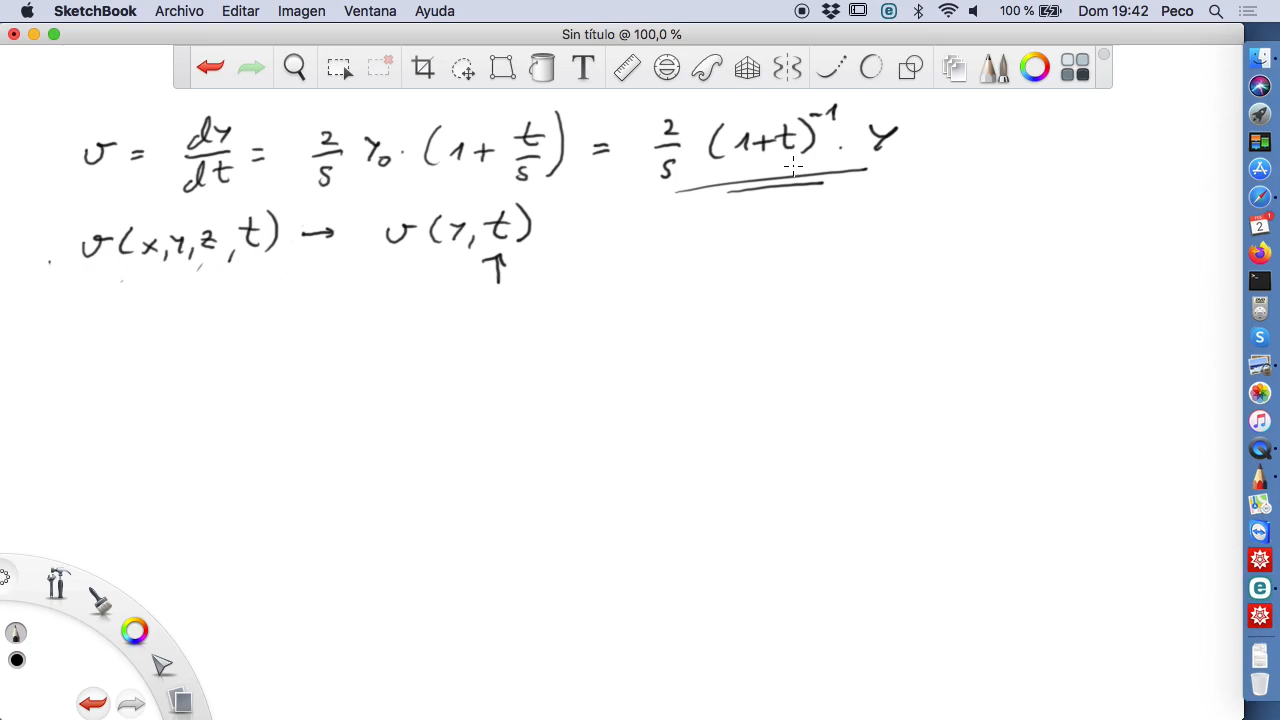 SketchBook Archivo Editar Imagen Ventana Ayuda 100 % Dom 19:42 Peco
Sin título @ 100,0 %
v = dy/dt = 2/5 y₀ · (1 + t/5) = 2/5 (1+t)⁻¹ · y
v(x,y,z,t) → v(y,t)
↑